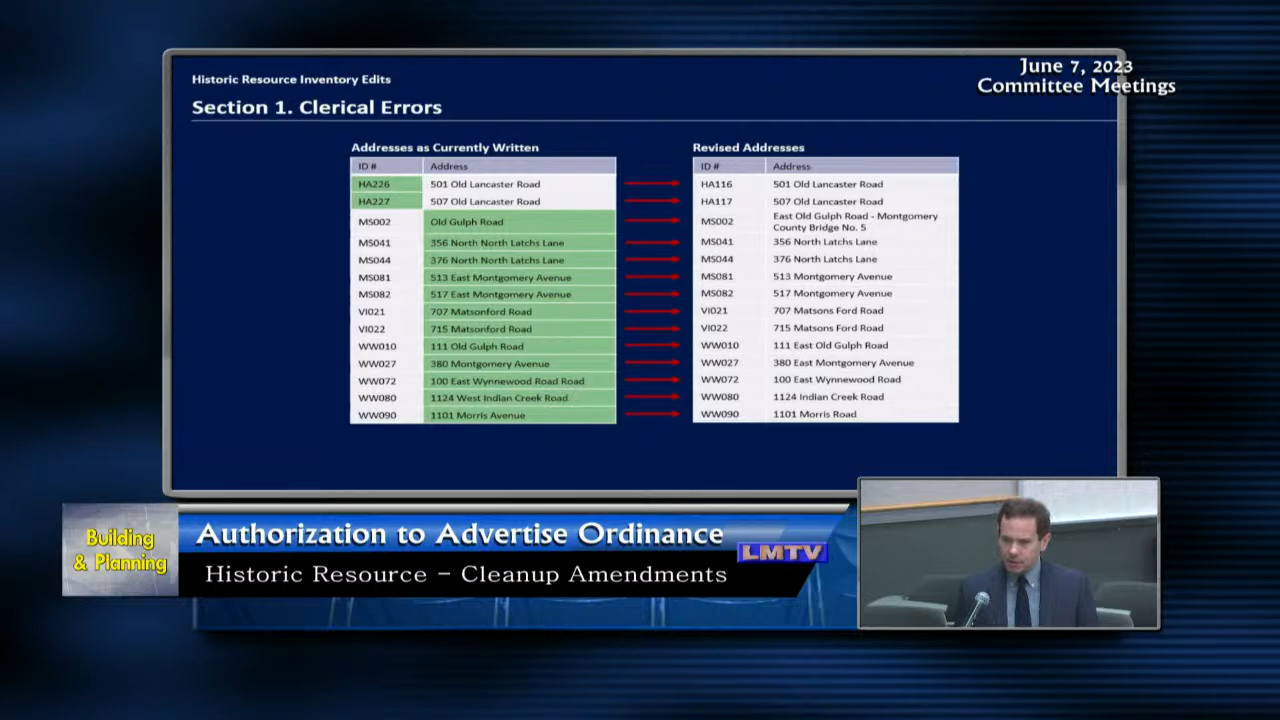 June 7, 2023
Committee Meetings
Historic Resource Inventory Edits
Section 1. Clerical Errors
Addresses as Currently Written
ID # Address
HA226 501 Old Lancaster Road
HA227 507 Old Lancaster Road
MS002 Old Gulph Road
MS041 356 North North Latchs Lane
MS044 376 North North Latchs Lane
MS081 513 East Montgomery Avenue
MS082 517 East Montgomery Avenue
VI021 707 Matsonford Road
VI022 715 Matsonford Road
WW010 111 Old Gulph Road
WW027 380 Montgomery Avenue
WW072 100 East Wynnewood Road Road
WW080 1124 West Indian Creek Road
WW090 1101 Morris Avenue
Revised Addresses
ID # Address
HA116 501 Old Lancaster Road
HA117 507 Old Lancaster Road
MS002 East Old Gulph Road - Montgomery
County Bridge No. 5
MS041 356 North Latchs Lane
MS044 376 North Latchs Lane
MS081 513 Montgomery Avenue
MS082 517 Montgomery Avenue
VI021 707 Matsons Ford Road
VI022 715 Matsons Ford Road
WW010 111 East Old Gulph Road
WW027 380 East Montgomery Avenue
WW072 100 East Wynnewood Road
WW080 1124 Indian Creek Road
WW090 1101 Morris Road
Building
& Planning
Authorization to Advertise Ordinance
LMTV
Historic Resource – Cleanup Amendments